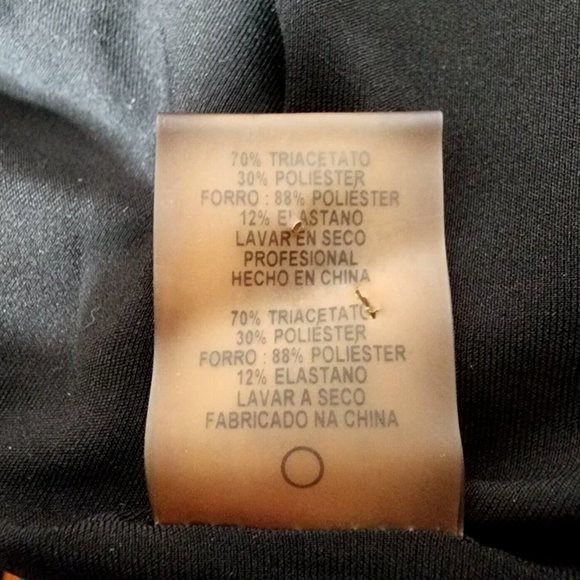 70% TRIACETATO
30% POLIESTER
FORRO : 88% POLIESTER
12% ELASTANO
LAVAR EN SECO
PROFESIONAL
HECHO EN CHINA
70% TRIACETATO
30% POLIESTER
FORRO : 88% POLIESTER
12% ELASTANO
LAVAR A SECO
FABRICADO NA CHINA